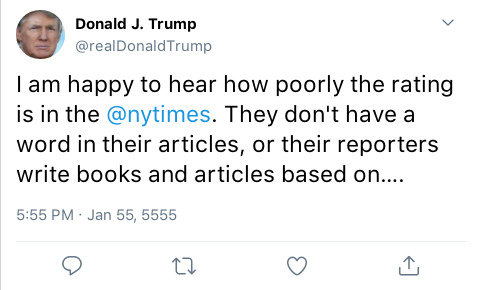 Donald J. Trump
@realDonaldTrump
I am happy to hear how poorly the rating
is in the @nytimes. They don't have a
word in their articles, or their reporters
write books and articles based on....
5:55 PM · Jan 55, 5555